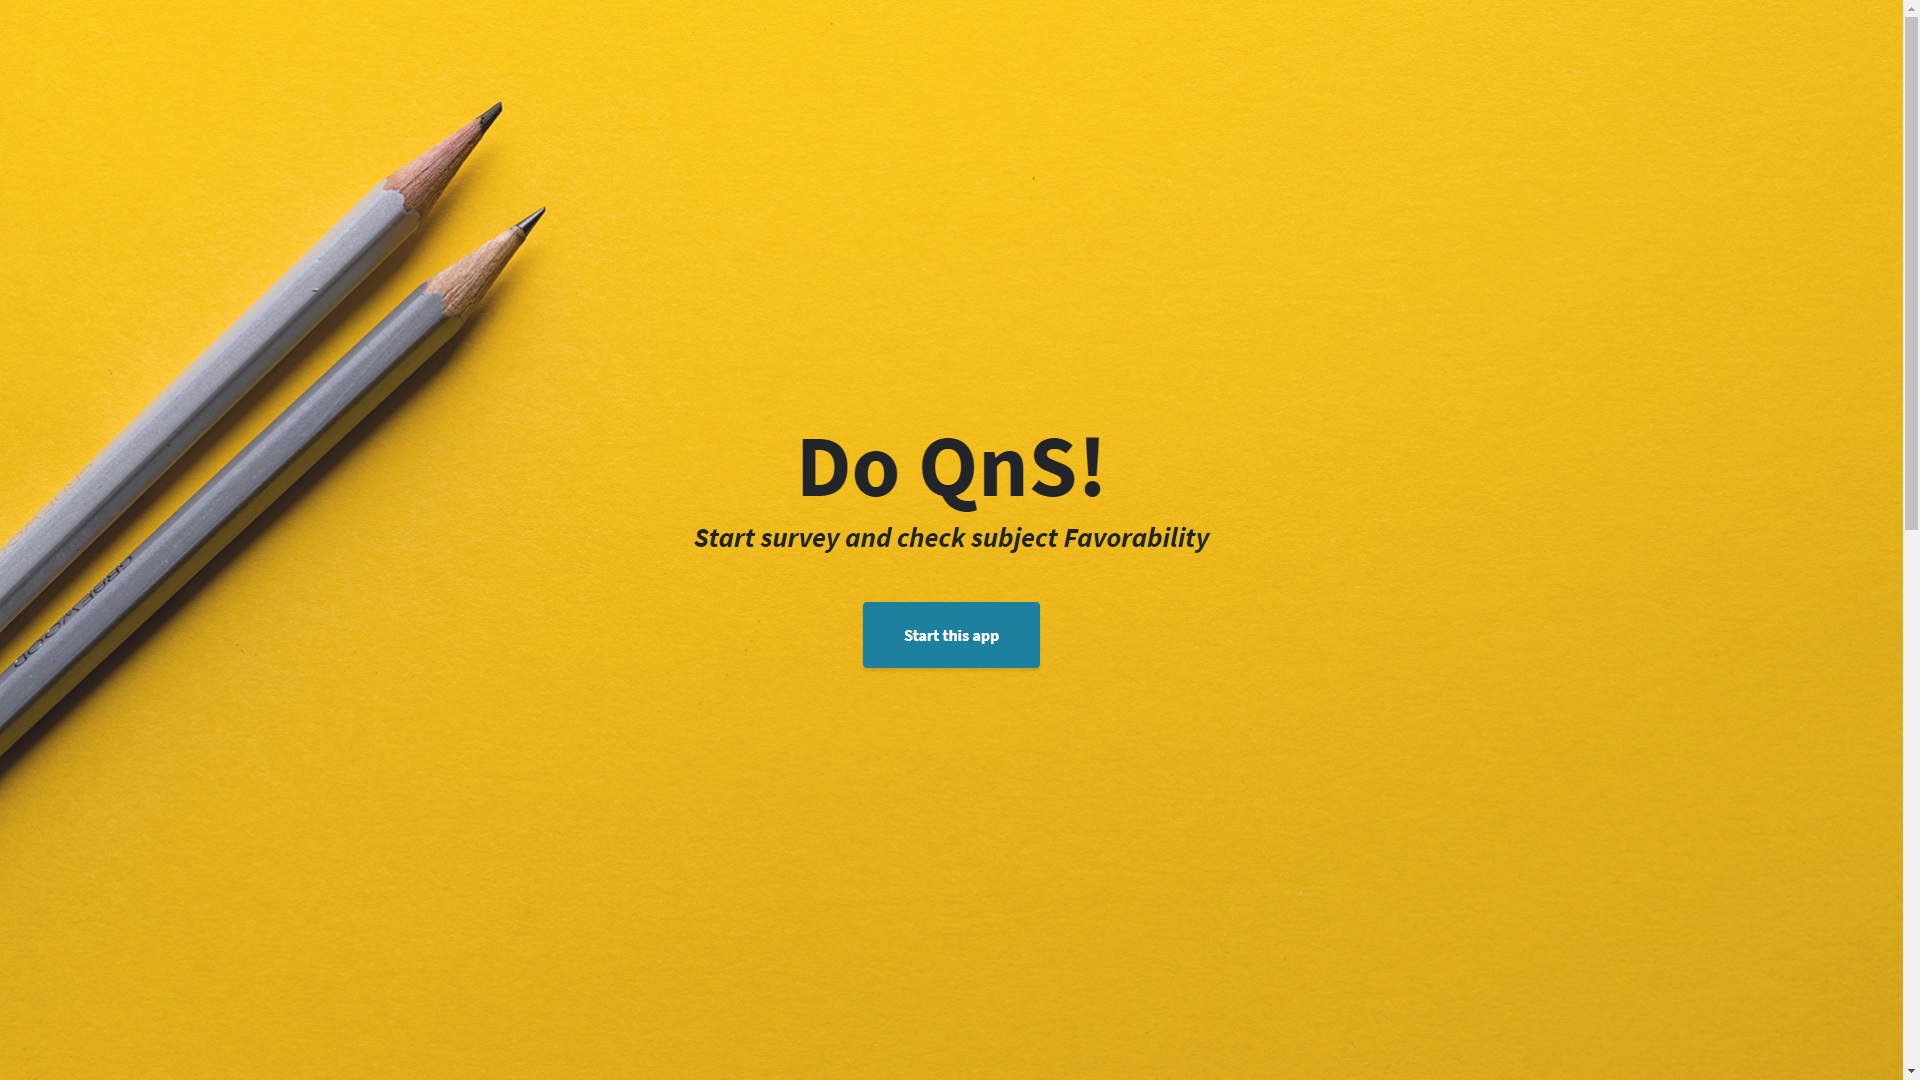 Do QnS!
Start survey and check subject Favorability
Start this app